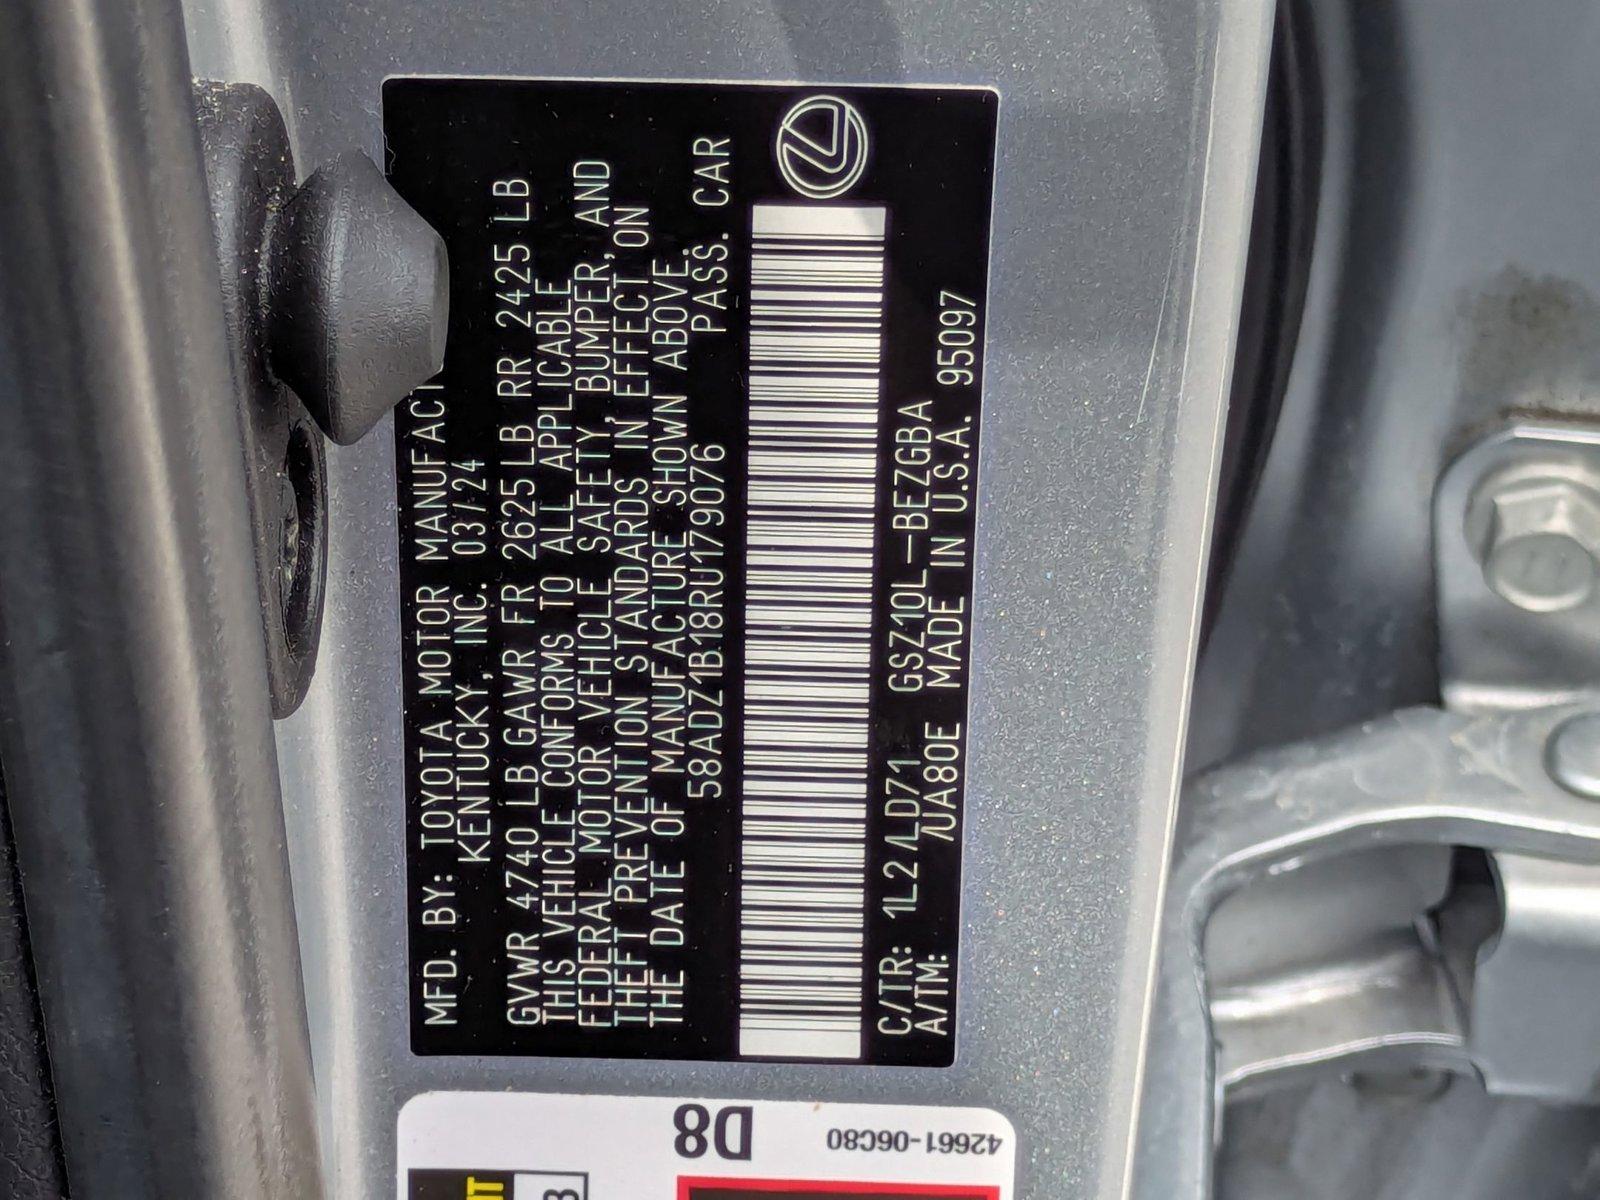 MFD. BY: TOYOTA MOTOR MANUFACT
KENTUCKY, INC. 03/24
GVWR 4740 LB GAWR FR 2625 LB RR 2425 LB
THIS VEHICLE CONFORMS TO ALL APPLICABLE
FEDERAL MOTOR VEHICLE SAFETY, BUMPER, AND
THEFT PREVENTION STANDARDS IN EFFECT ON
THE DATE OF MANUFACTURE SHOWN ABOVE.
58ADZ1B18RU179076 PASS. CAR
C/TR: 1L2/LD71 GSZ10L-BEZGBA
A/TM: /UA80E MADE IN U.S.A. 95097
D8
42661-06C80